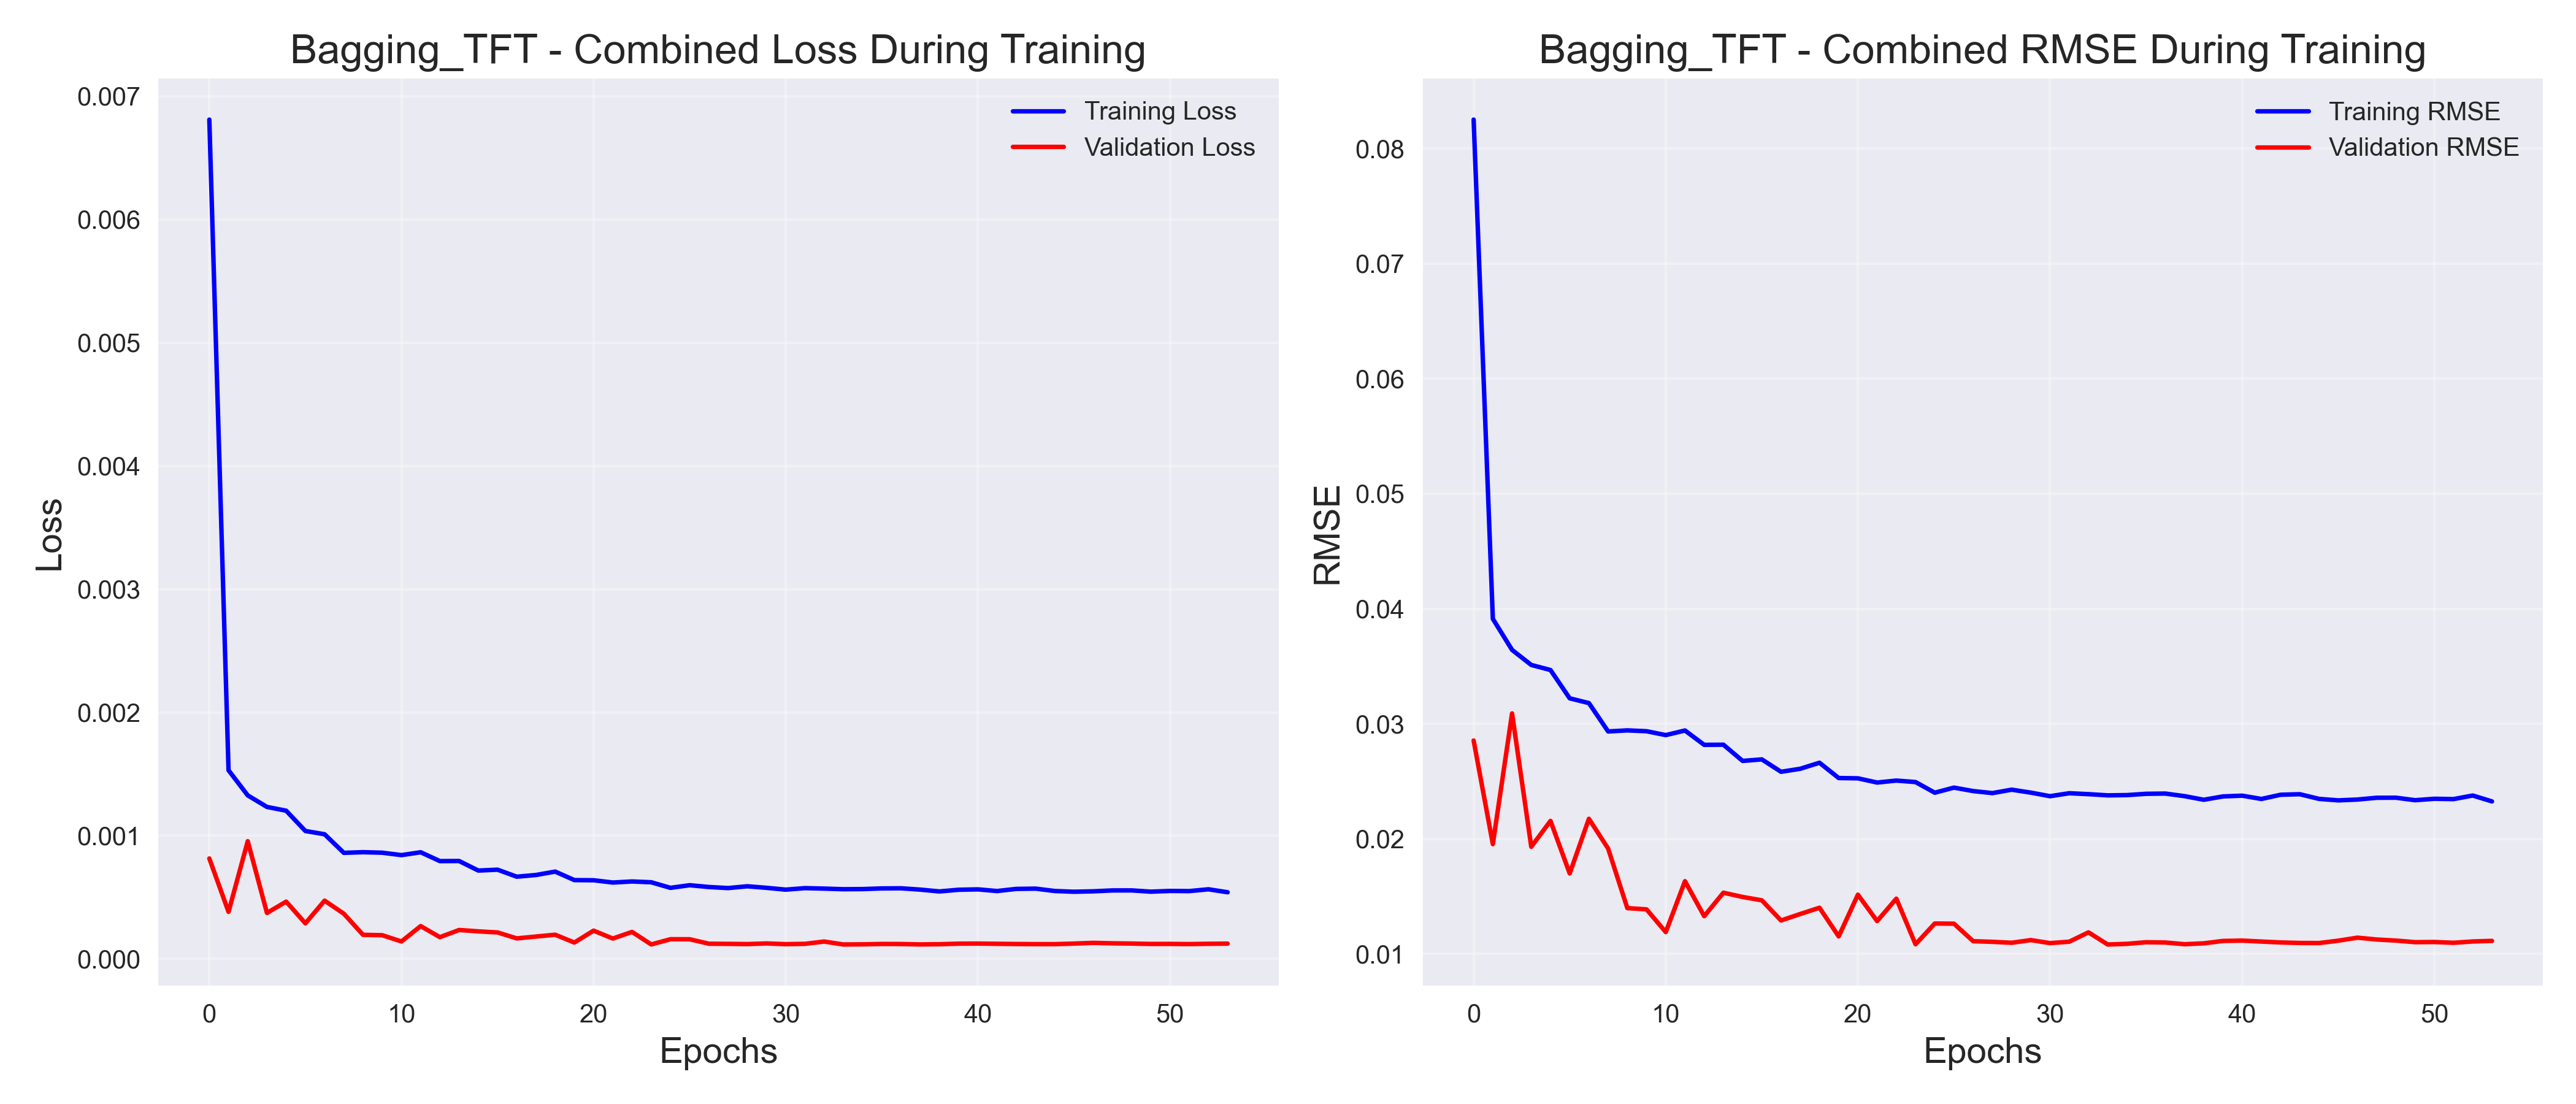 Bagging_TFT - Combined Loss During Training
0.007
0.006
0.005
0.004
0.003
0.002
0.001
0.000
Loss
Training Loss
Validation Loss
0 10 20 30 40 50
Epochs
Bagging_TFT - Combined RMSE During Training
0.08
0.07
0.06
0.05
0.04
0.03
0.02
0.01
RMSE
Training RMSE
Validation RMSE
0 10 20 30 40 50
Epochs